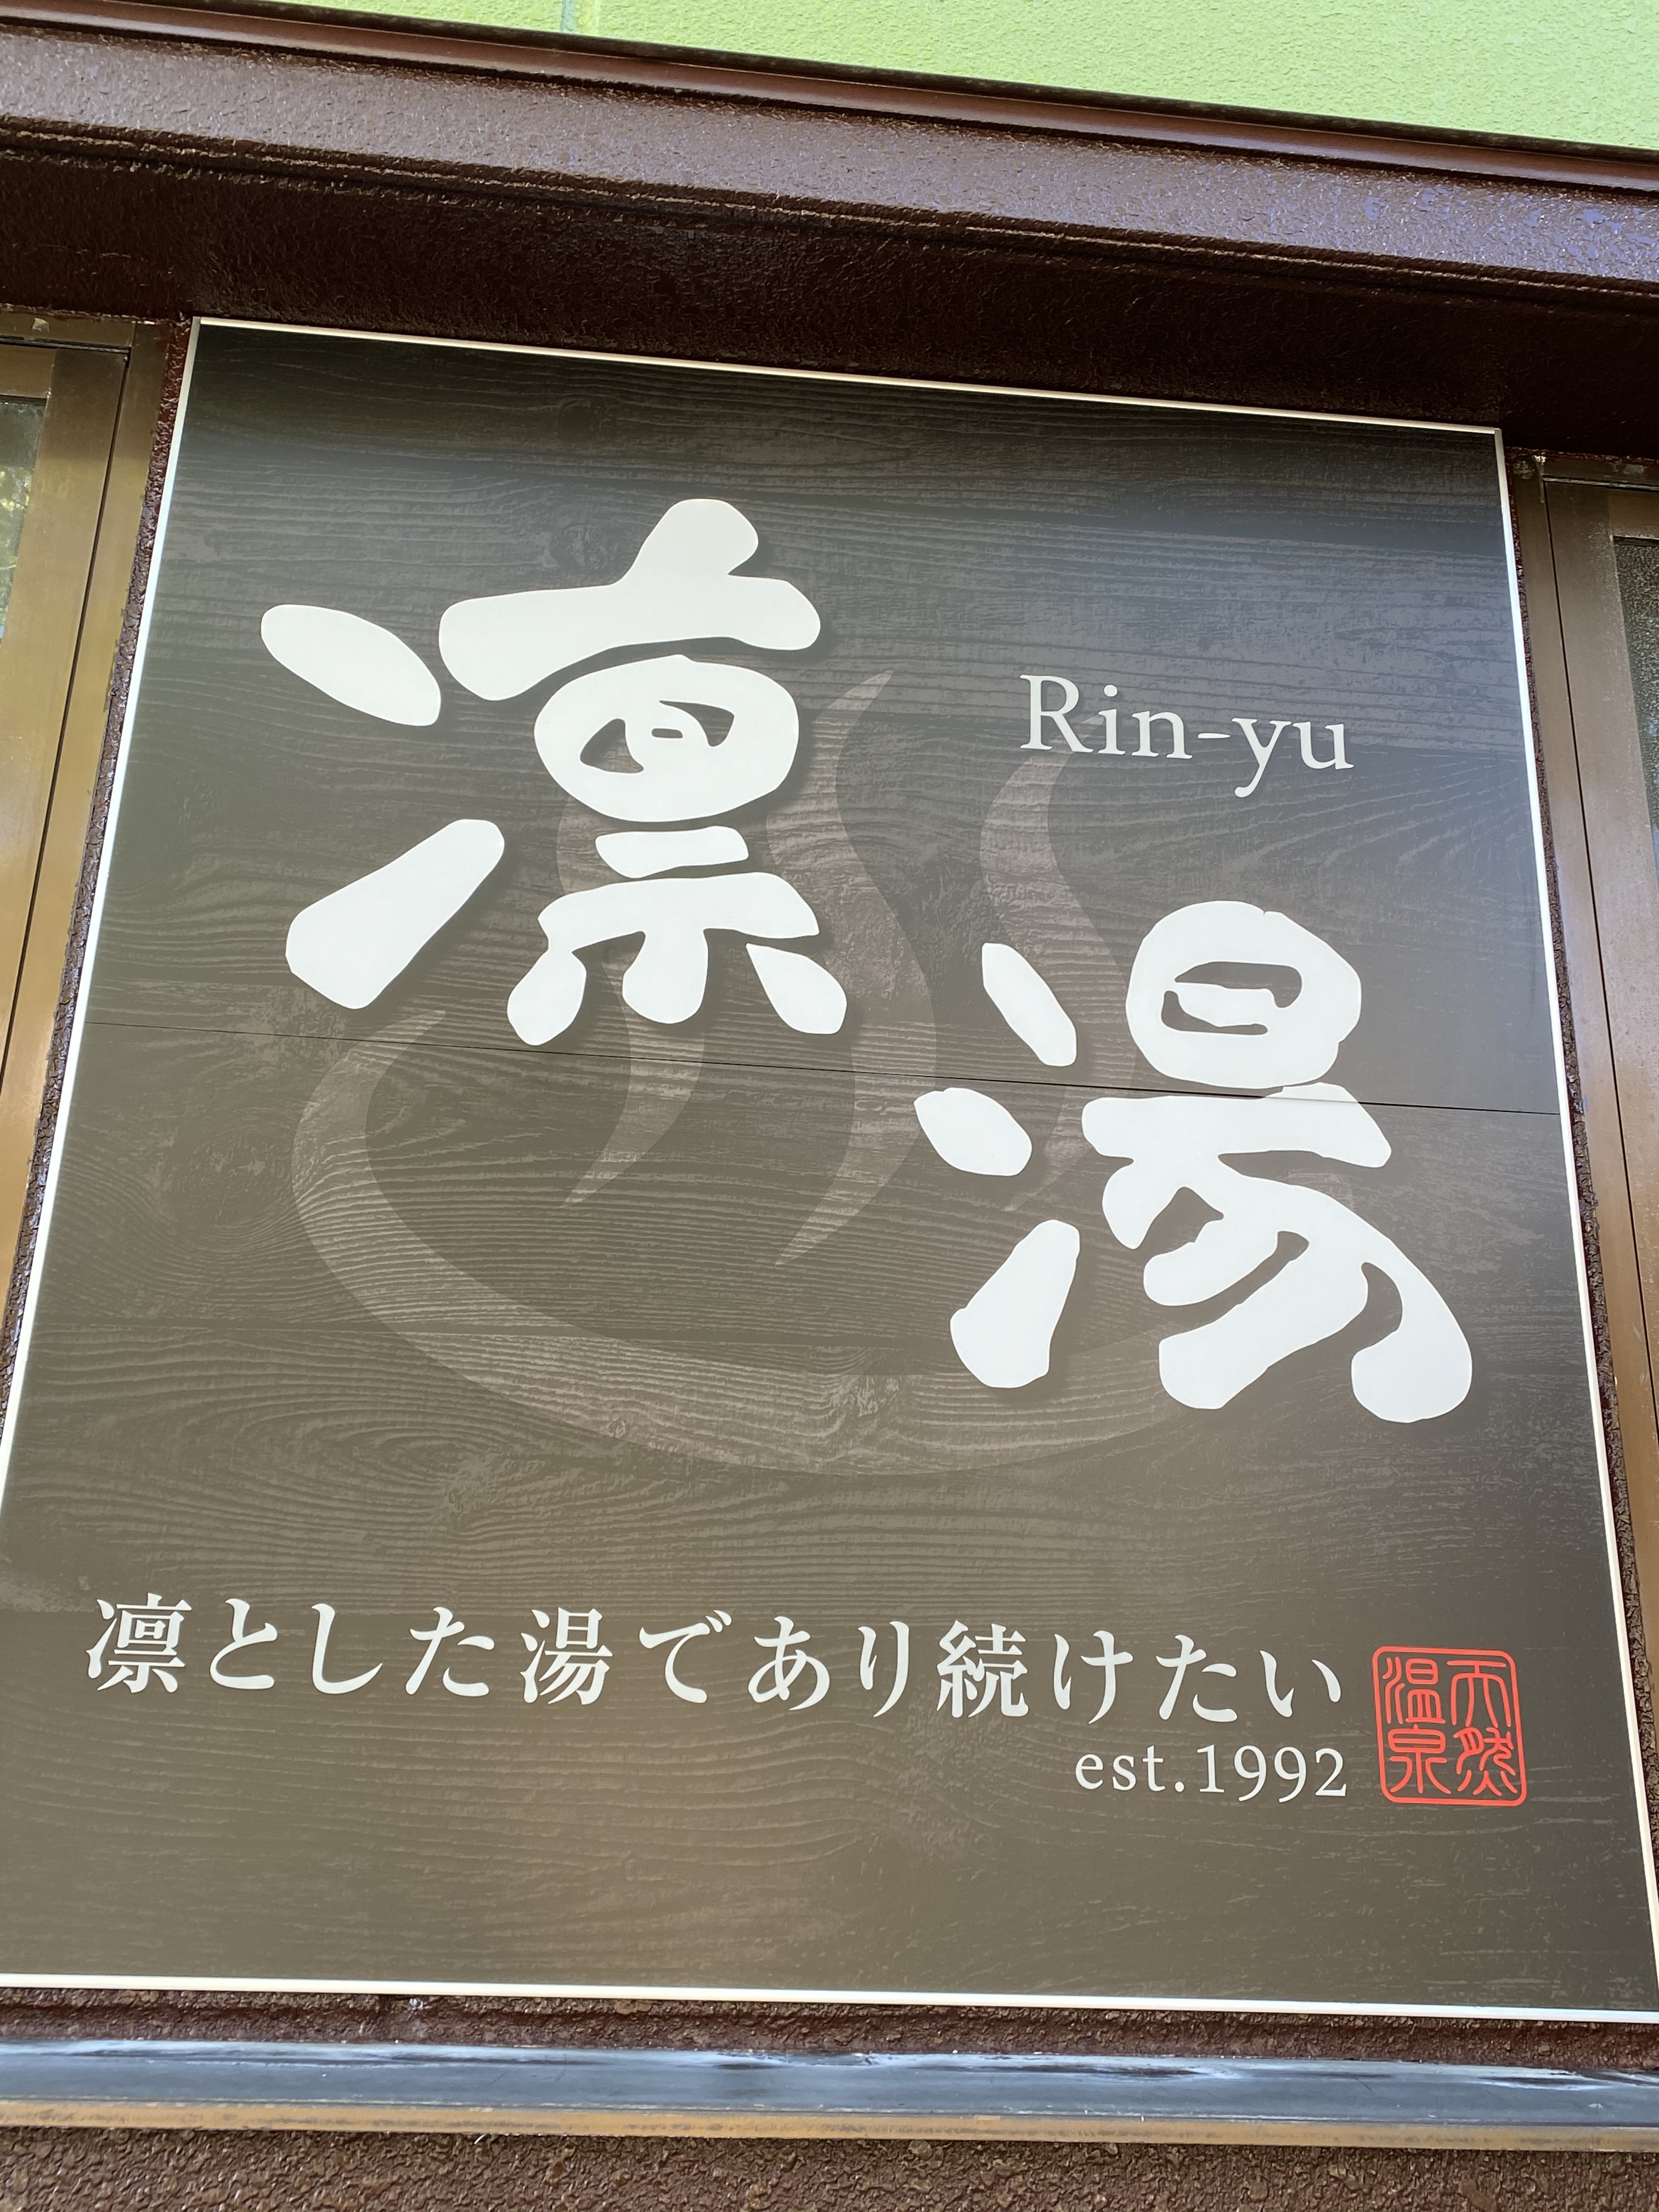 凛湯
Rin-yu
凛とした湯であり続けたい
est.1992
天然
温泉